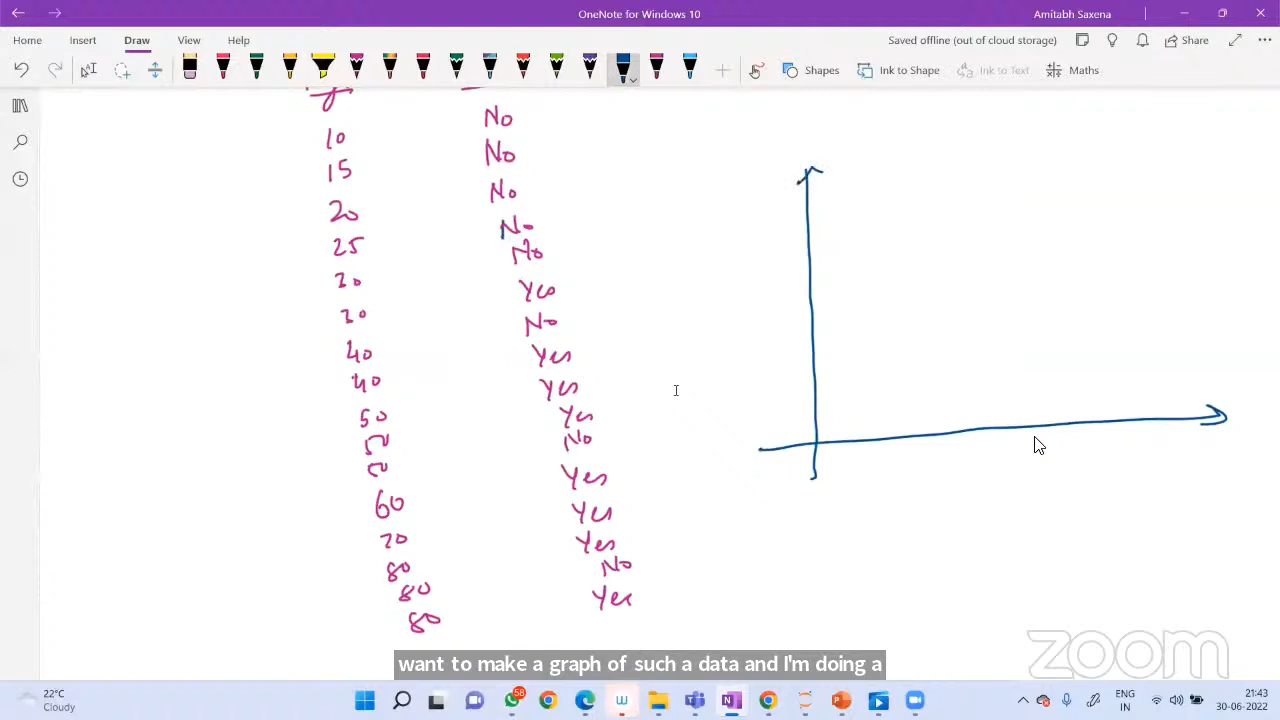 OneNote for Windows 10
Amitabh Saxena
Home Insert Draw View Help
Saved offline (out of cloud storage)
Share
Shapes
Ink to Shape
Ink to Text
Maths
No
10
No
15
No
20
No
25
No
30
Yes
30
No
40
Yes
40
Yes
50
Yes
No
Yes
60
Yes
70
Yes
80
No
80
Yes
80
want to make a graph of such a data and I'm doing a
zoom
22°C
Cloudy
58
ENG
IN
21:43
30-06-2022